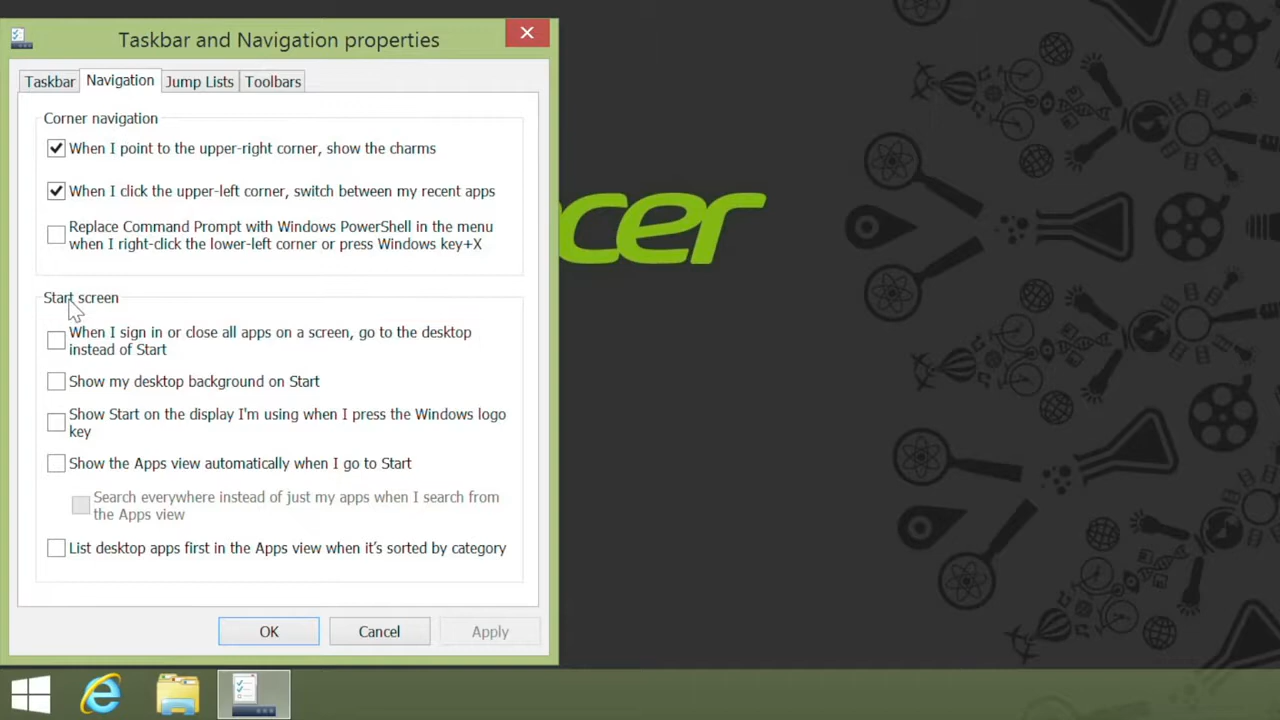 Taskbar and Navigation properties
Taskbar
Navigation
Jump Lists
Toolbars
Corner navigation
When I point to the upper-right corner, show the charms
When I click the upper-left corner, switch between my recent apps
Replace Command Prompt with Windows PowerShell in the menu
when I right-click the lower-left corner or press Windows key+X
Start screen
When I sign in or close all apps on a screen, go to the desktop
instead of Start
Show my desktop background on Start
Show Start on the display I'm using when I press the Windows logo
key
Show the Apps view automatically when I go to Start
Search everywhere instead of just my apps when I search from
the Apps view
List desktop apps first in the Apps view when it's sorted by category
OK
Cancel
Apply
cer